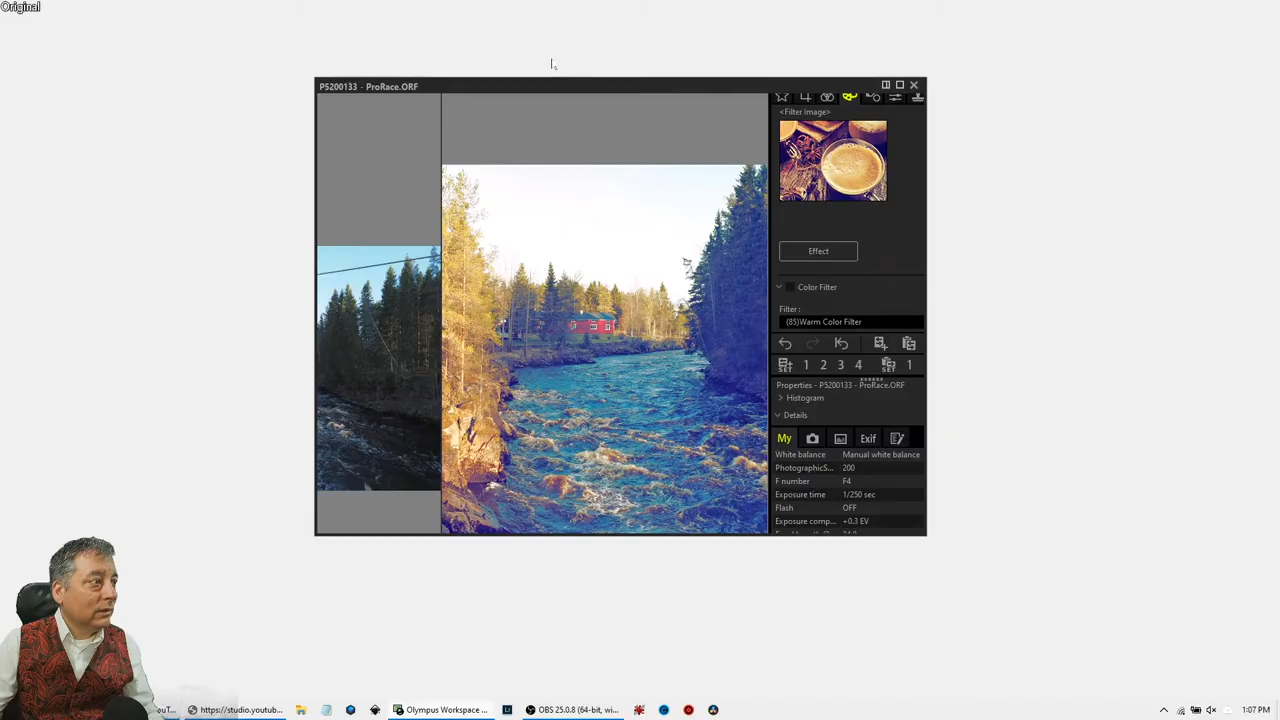 Original
P5200133 - ProRace.ORF
<Filter Image>
Effect
Color Filter
Filter :
(85)Warm Color Filter
SET 1 2 3 4 SET 1
Properties - P5200133 - ProRace.ORF
Histogram
Details
My Exif
White balance Manual white balance
PhotographicS... 200
F number F4
Exposure time 1/250 sec
Flash OFF
Exposure comp... +0.3 EV
https://studio.youtub...
Olympus Workspace ...
OBS 25.0.8 (64-bit, wi...
1:07 PM